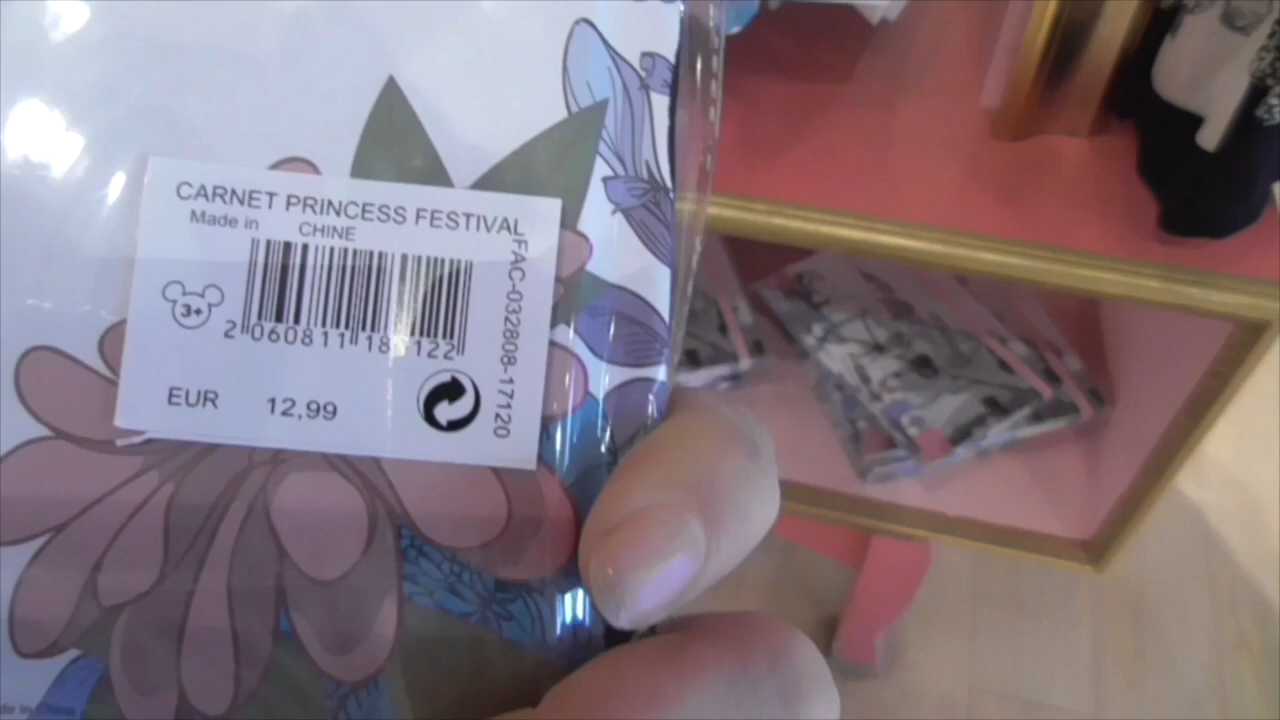 CARNET PRINCESS FESTIVAL
Made in CHINE
3+
FAC-032808-17120
EUR 12,99